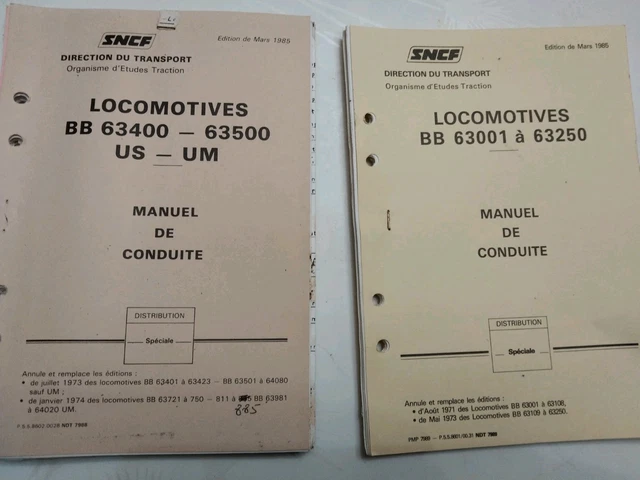 SNCF
Edition de Mars 1985
DIRECTION DU TRANSPORT
Organisme d'Etudes Traction
LOCOMOTIVES
BB 63400 – 63500
US – UM
MANUEL
DE
CONDUITE
DISTRIBUTION
Spéciale
Annule et remplace les éditions :
• de juillet 1973 des locomotives BB 63401 à 63423 – BB 63501 à 64080
sauf UM ;
• de janvier 1974 des locomotives BB 63721 à 750 – 811 à BB 63981
à 64020 UM.
885
NDT 7988
SNCF
Edition de Mars 1985
DIRECTION DU TRANSPORT
Organisme d'Etudes Traction
LOCOMOTIVES
BB 63001 à 63250
MANUEL
DE
CONDUITE
DISTRIBUTION
Spéciale
Annule et remplace les éditions :
• d'Août 1971 des Locomotives BB 63001 à 63108,
• de Mai 1973 des Locomotives BB 63109 à 63250.